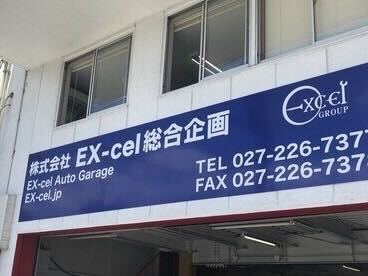 株式会社 EX-cel総合企画
EX-cel Auto Garage
EX-cel.jp
Excel
GROUP
TEL 027-226-7377
FAX 027-226-737